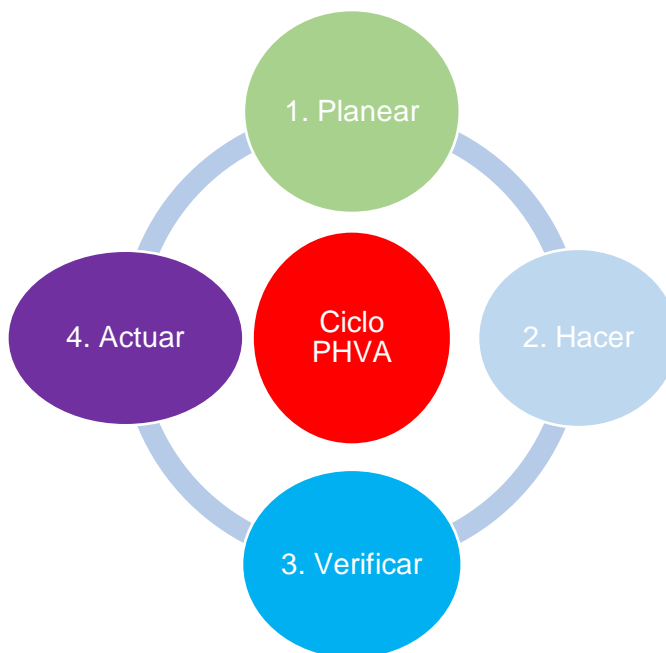 1. Planear
4. Actuar
Ciclo
PHVA
2. Hacer
3. Verificar